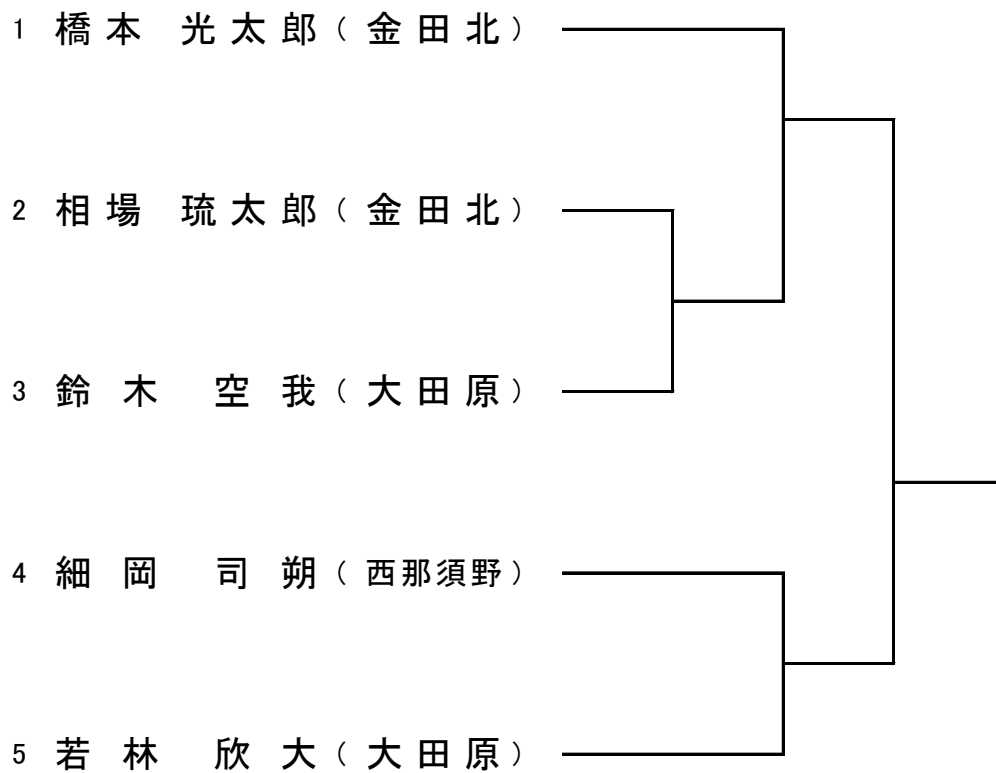 1 橋本 光太郎(金田北)
2 相場 琉太郎(金田北)
3 鈴木 空我(大田原)
4 細岡 司朔(西那須野)
5 若林 欣大(大田原)